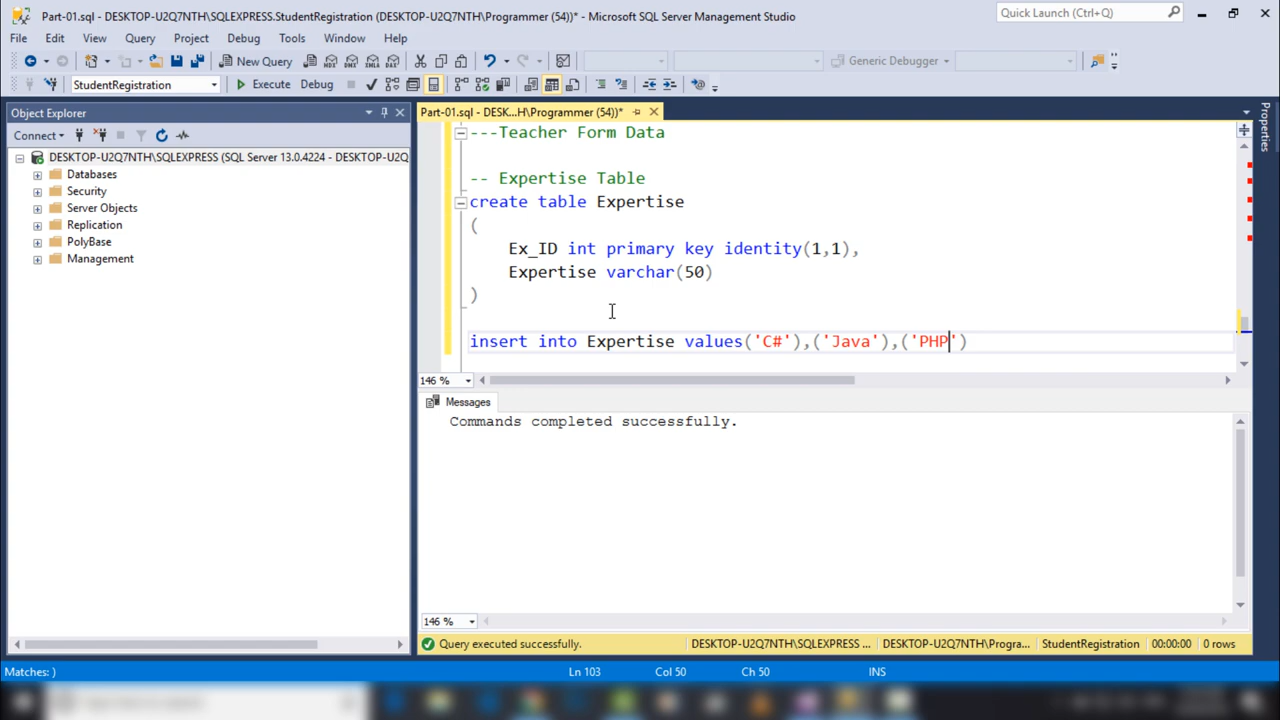 Part-01.sql - DESKTOP-U2Q7NTH\SQLEXPRESS.StudentRegistration (DESKTOP-U2Q7NTH\Programmer (54))* - Microsoft SQL Server Management Studio
Quick Launch (Ctrl+Q)
File Edit View Query Project Debug Tools Window Help
New Query
Generic Debugger
StudentRegistration
Execute Debug
Object Explorer
Part-01.sql - DESK...H\Programmer (54))*
Properties
Connect
DESKTOP-U2Q7NTH\SQLEXPRESS (SQL Server 13.0.4224 - DESKTOP-U2Q
Databases
Security
Server Objects
Replication
PolyBase
Management
---Teacher Form Data
-- Expertise Table
create table Expertise
(
Ex_ID int primary key identity(1,1),
Expertise varchar(50)
)
insert into Expertise values('C#'),('Java'),('PHP')
146 %
Messages
Commands completed successfully.
146 %
Query executed successfully.
DESKTOP-U2Q7NTH\SQLEXPRESS ...
DESKTOP-U2Q7NTH\Progra...
StudentRegistration
00:00:00
0 rows
Matches: )
Ln 103
Col 50
Ch 50
INS